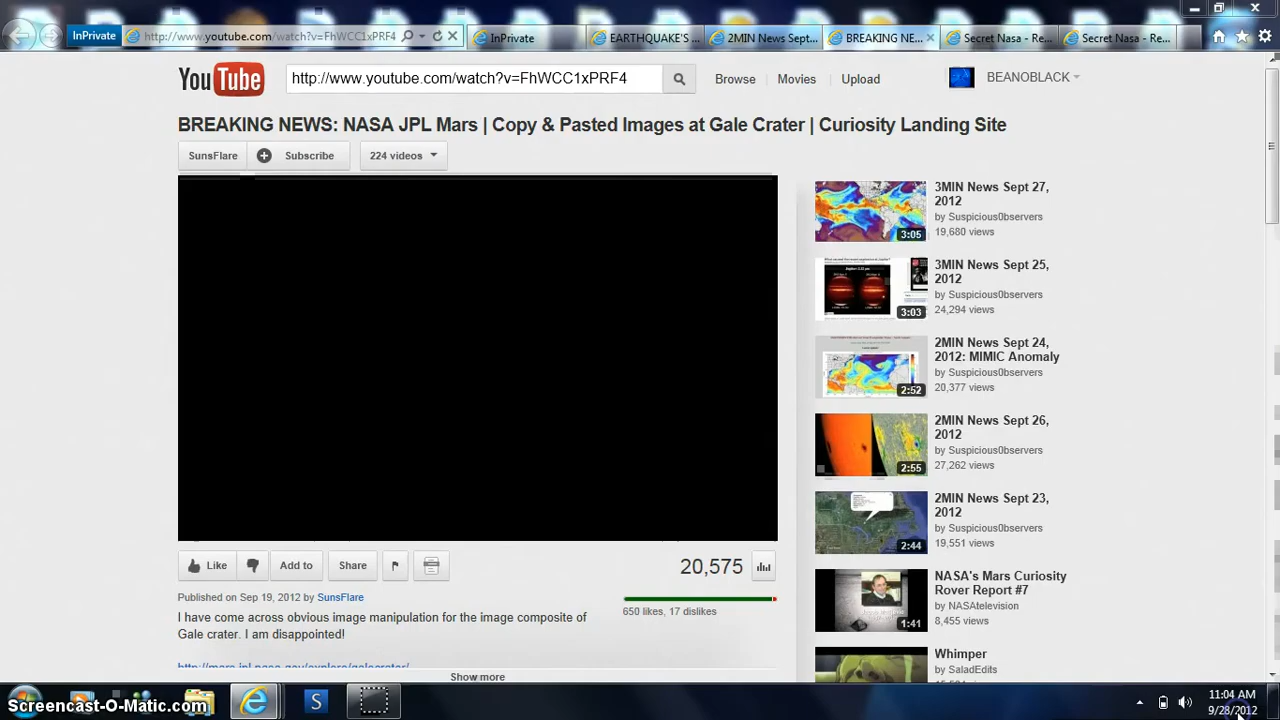 InPrivate
http://www.youtube.com/watch?v=FhWCC1xPRF4
InPrivate
EARTHQUAKE'S ...
2MIN News Sept...
BREAKING NE...
Secret Nasa - Re...
Secret Nasa - Re...
YouTube
http://www.youtube.com/watch?v=FhWCC1xPRF4
Browse
Movies
Upload
BEANOBLACK
BREAKING NEWS: NASA JPL Mars | Copy & Pasted Images at Gale Crater | Curiosity Landing Site
SunsFlare
Subscribe
224 videos
3MIN News Sept 27,
2012
by Suspicious0bservers
19,680 views
3:05
3MIN News Sept 25,
2012
by Suspicious0bservers
24,294 views
3:03
2MIN News Sept 24,
2012: MIMIC Anomaly
by Suspicious0bservers
20,377 views
2:52
2MIN News Sept 26,
2012
by Suspicious0bservers
27,262 views
2:55
2MIN News Sept 23,
2012
by Suspicious0bservers
19,551 views
2:44
NASA's Mars Curiosity
Rover Report #7
by NASAtelevision
8,455 views
1:41
Whimper
by SaladEdits
Like
Add to
Share
20,575
Published on Sep 19, 2012 by SunsFlare
650 likes, 17 dislikes
I have come across obvious image manipulation for the image composite of
Gale crater. I am disappointed!
http://mars.jpl.nasa.gov/explore/galecrater/
Show more
Screencast-O-Matic.com
S
11:04 AM
9/28/2012